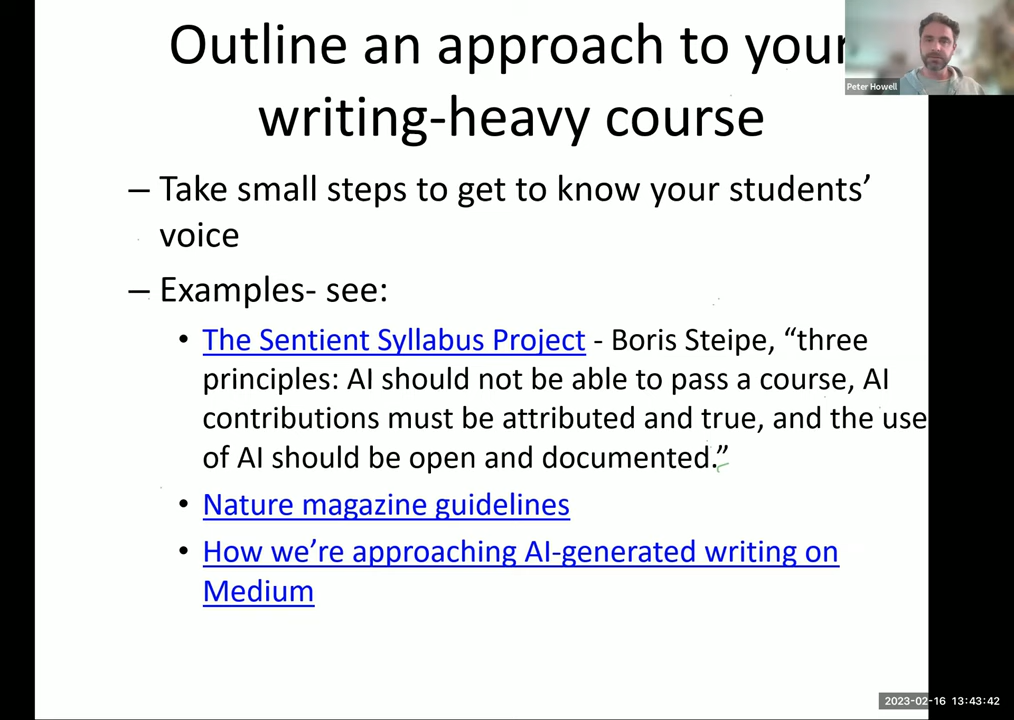 Outline an approach to your
writing-heavy course
Peter Howell
– Take small steps to get to know your students’
voice
– Examples- see:
• The Sentient Syllabus Project - Boris Steipe, “three
principles: AI should not be able to pass a course, AI
contributions must be attributed and true, and the use
of AI should be open and documented.”
• Nature magazine guidelines
• How we’re approaching AI-generated writing on
Medium
2023-02-16 13:43:42